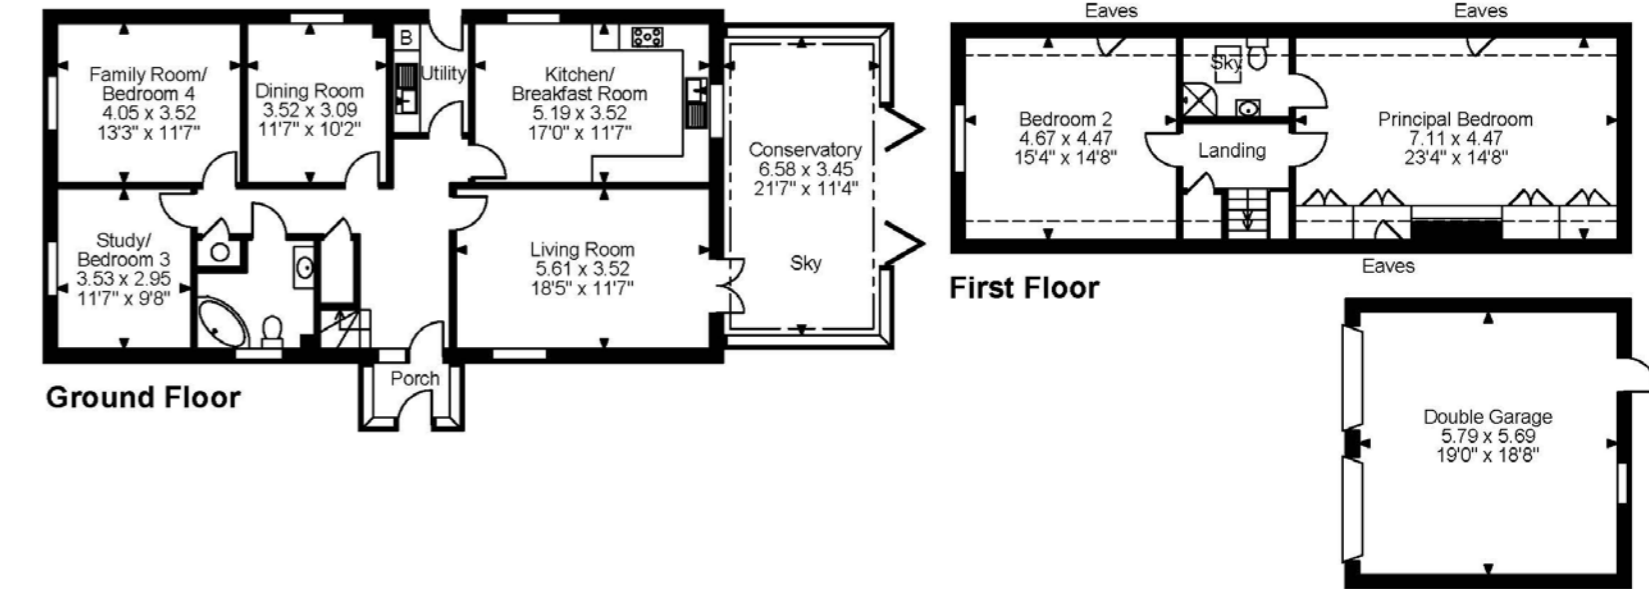 Family Room/
Bedroom 4
4.05 x 3.52
13'3" x 11'7"
Dining Room
3.52 x 3.09
11'7" x 10'2"
B
Utility
Kitchen/
Breakfast Room
5.19 x 3.52
17'0" x 11'7"
Conservatory
6.58 x 3.45
21'7" x 11'4"
Sky
Study/
Bedroom 3
3.53 x 2.95
11'7" x 9'8"
Living Room
5.61 x 3.52
18'5" x 11'7"
Porch
Ground Floor
Eaves
Eaves
Bedroom 2
4.67 x 4.47
15'4" x 14'8"
Sky
Landing
Principal Bedroom
7.11 x 4.47
23'4" x 14'8"
Eaves
First Floor
Double Garage
5.79 x 5.69
19'0" x 18'8"